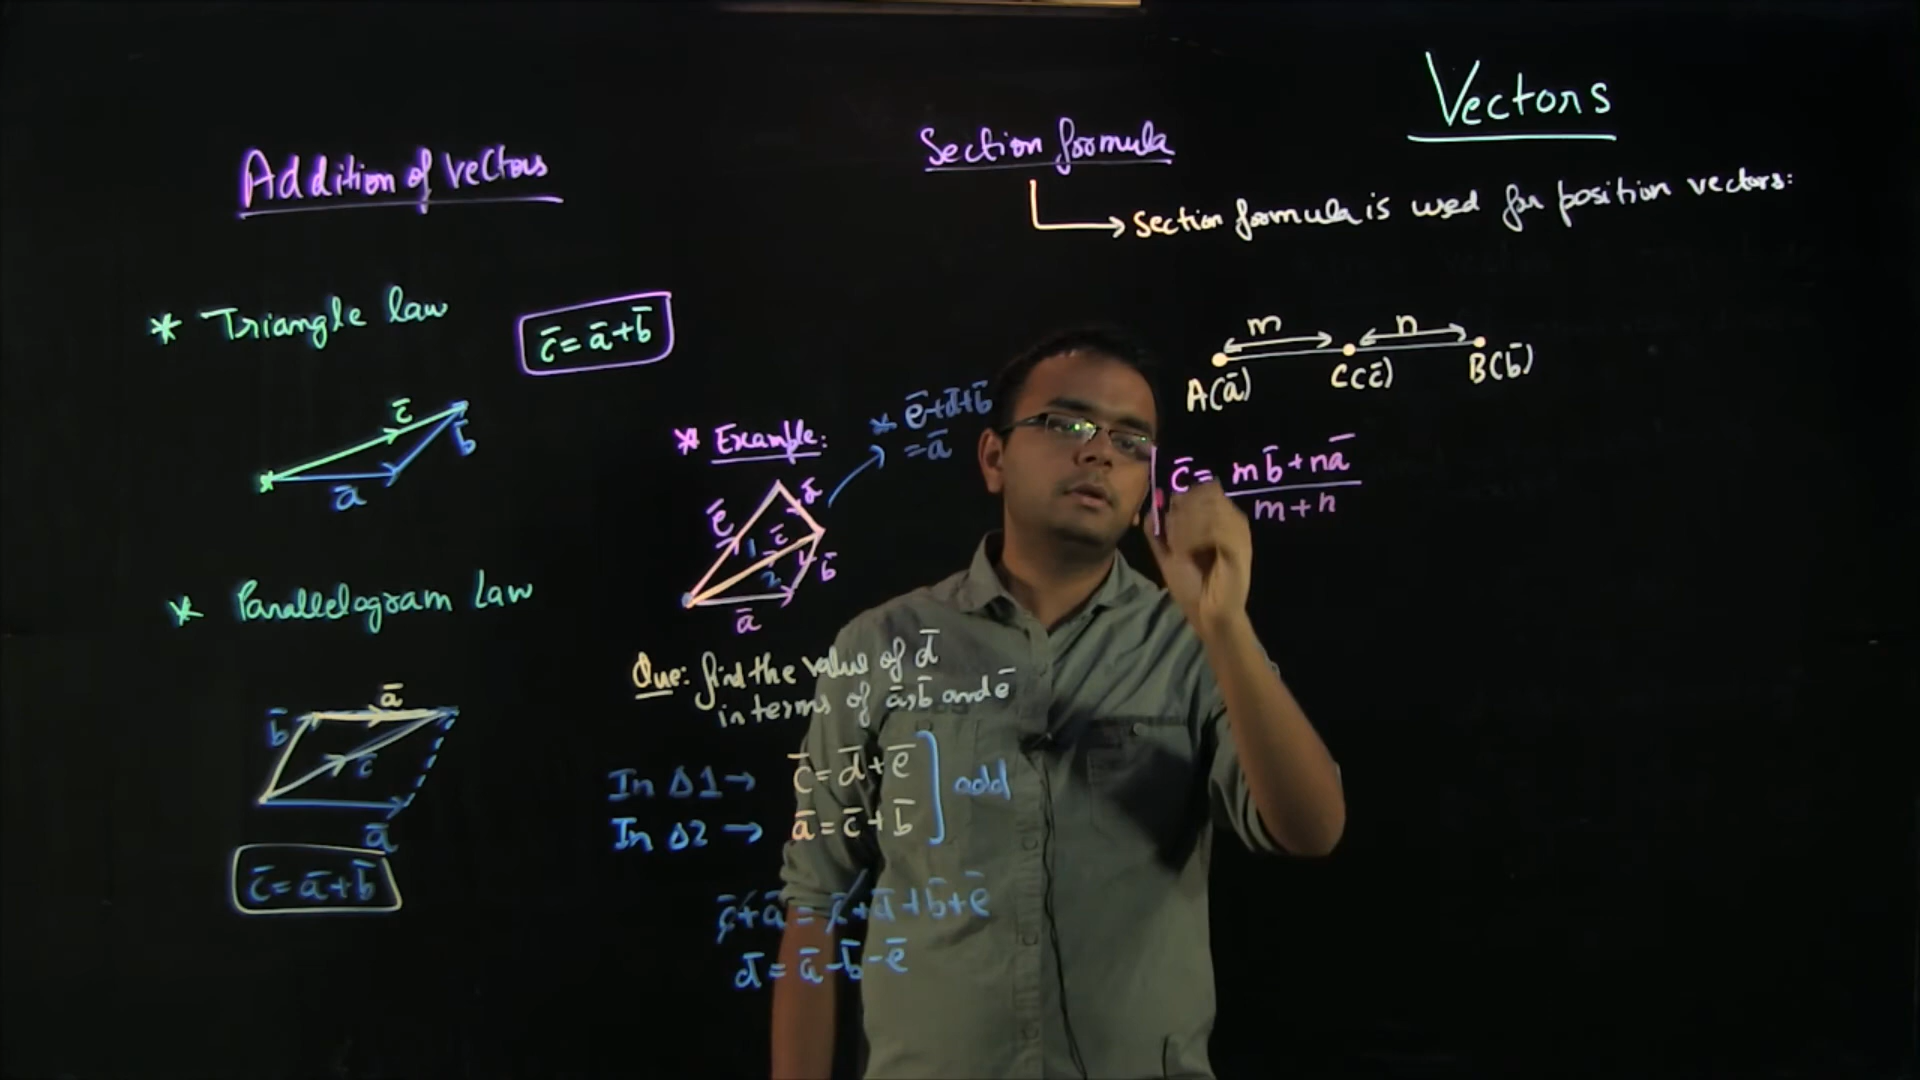 Vectors
Addition of vectors
* Triangle law
c̄ = ā + b̄
c̄
b̄
ā
* Parallelogram Law
ā
b̄
c
ā
c̄ = ā + b̄
* Example:
* ē + d̄ + b̄
= ā
ē
d̄
1
c̄
2
b̄
ā
Que: find the value of d̄
in terms of ā, b̄ and ē
In Δ1 → c̄ = d̄ + ē
In Δ2 → ā = c̄ + b̄
add
c̄ + ā = c̄ + d̄ + b̄ + ē
d̄ = ā - b̄ - ē
Section formula
→ Section formula is used for position vectors:
m n
A(ā) C(c̄) B(b̄)
c̄ = mb̄ + nā
m + n